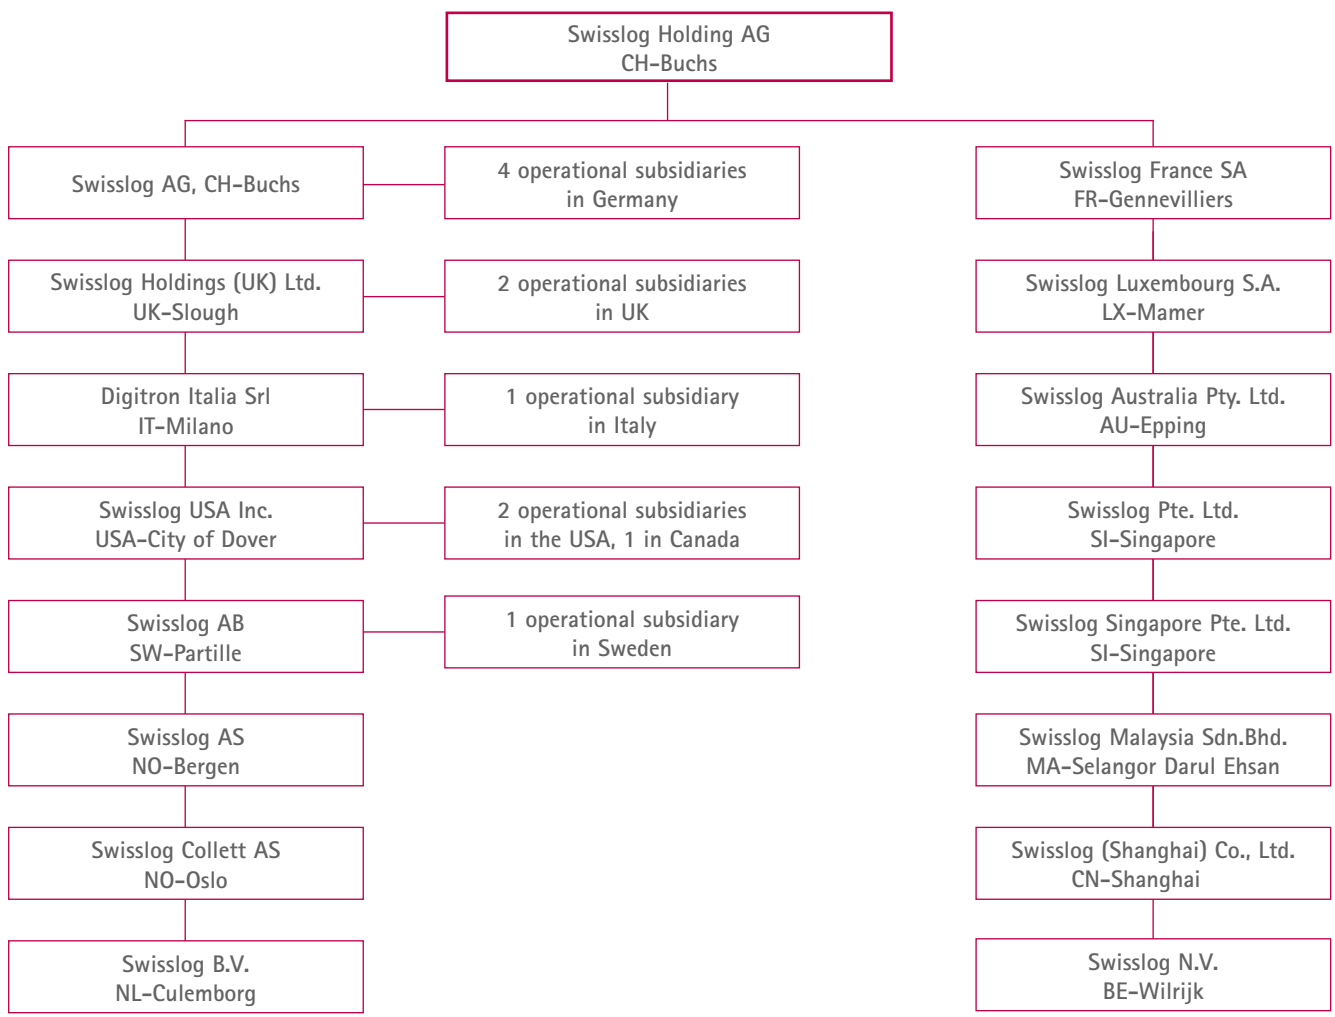 Swisslog Holding AG
CH-Buchs
Swisslog AG, CH-Buchs
4 operational subsidiaries
in Germany
Swisslog France SA
FR-Gennevilliers
Swisslog Holdings (UK) Ltd.
UK-Slough
2 operational subsidiaries
in UK
Swisslog Luxembourg S.A.
LX-Mamer
Digitron Italia Srl
IT-Milano
1 operational subsidiary
in Italy
Swisslog Australia Pty. Ltd.
AU-Epping
Swisslog USA Inc.
USA-City of Dover
2 operational subsidiaries
in the USA, 1 in Canada
Swisslog Pte. Ltd.
SI-Singapore
Swisslog AB
SW-Partille
1 operational subsidiary
in Sweden
Swisslog Singapore Pte. Ltd.
SI-Singapore
Swisslog AS
NO-Bergen
Swisslog Malaysia Sdn.Bhd.
MA-Selangor Darul Ehsan
Swisslog Collett AS
NO-Oslo
Swisslog (Shanghai) Co., Ltd.
CN-Shanghai
Swisslog B.V.
NL-Culemborg
Swisslog N.V.
BE-Wilrijk